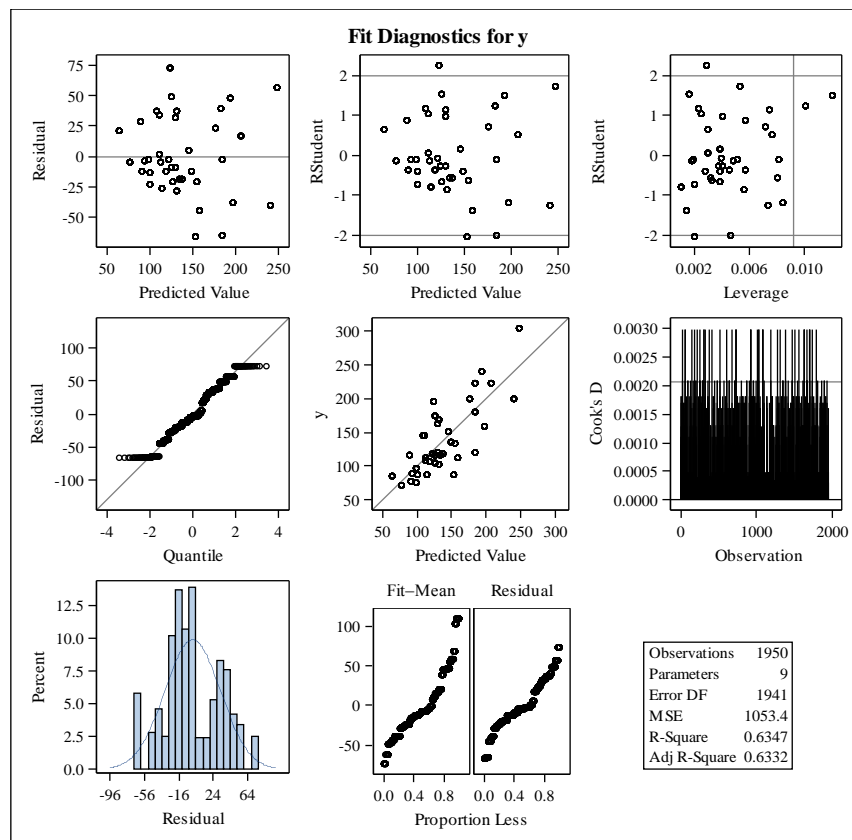 Fit Diagnostics for y
75
50
25
0
-25
-50
Residual
50 100 150 200 250
Predicted Value
2
1
0
-1
-2
RStudent
50 100 150 200 250
Predicted Value
2
1
0
-1
-2
RStudent
0.002 0.006 0.010
Leverage
100
50
0
-50
-100
Residual
-4 -2 0 2 4
Quantile
300
250
200
150
100
50
y
50 100 150 200 250 300
Predicted Value
0.0030
0.0025
0.0020
0.0015
0.0010
0.0005
0.0000
Cook's D
0 1000 2000
Observation
12.5
10.0
7.5
5.0
2.5
0.0
Percent
-96 -56 -16 24 64
Residual
Fit–Mean Residual
100
50
0
-50
0.0 0.4 0.8 0.0 0.4 0.8
Proportion Less
Observations 1950
Parameters 9
Error DF 1941
MSE 1053.4
R-Square 0.6347
Adj R-Square 0.6332